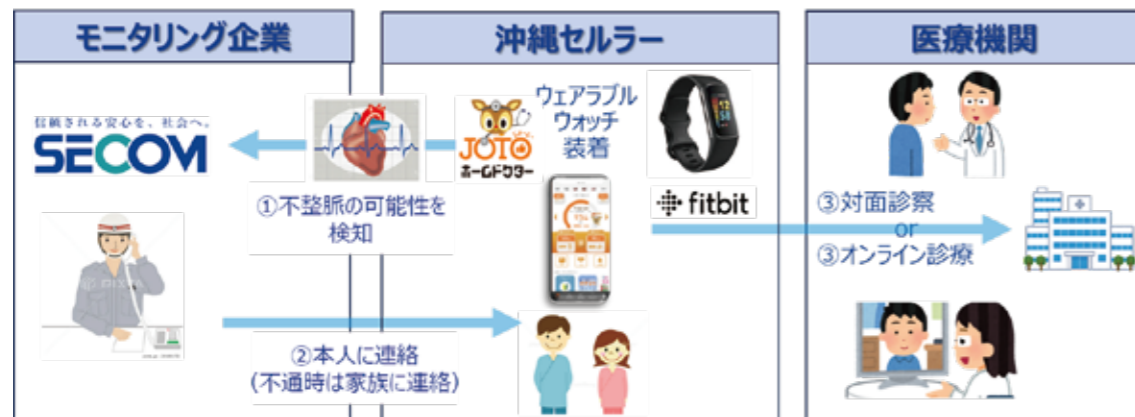 モニタリング企業
沖縄セルラー
医療機関
信頼される安心を、社会へ。
SECOM
JOTO
ホームドクター
ウェアラブル
ウォッチ
装着
fitbit
①不整脈の可能性を
検知
②本人に連絡
(不通時は家族に連絡)
③対面診察
or
③オンライン診療